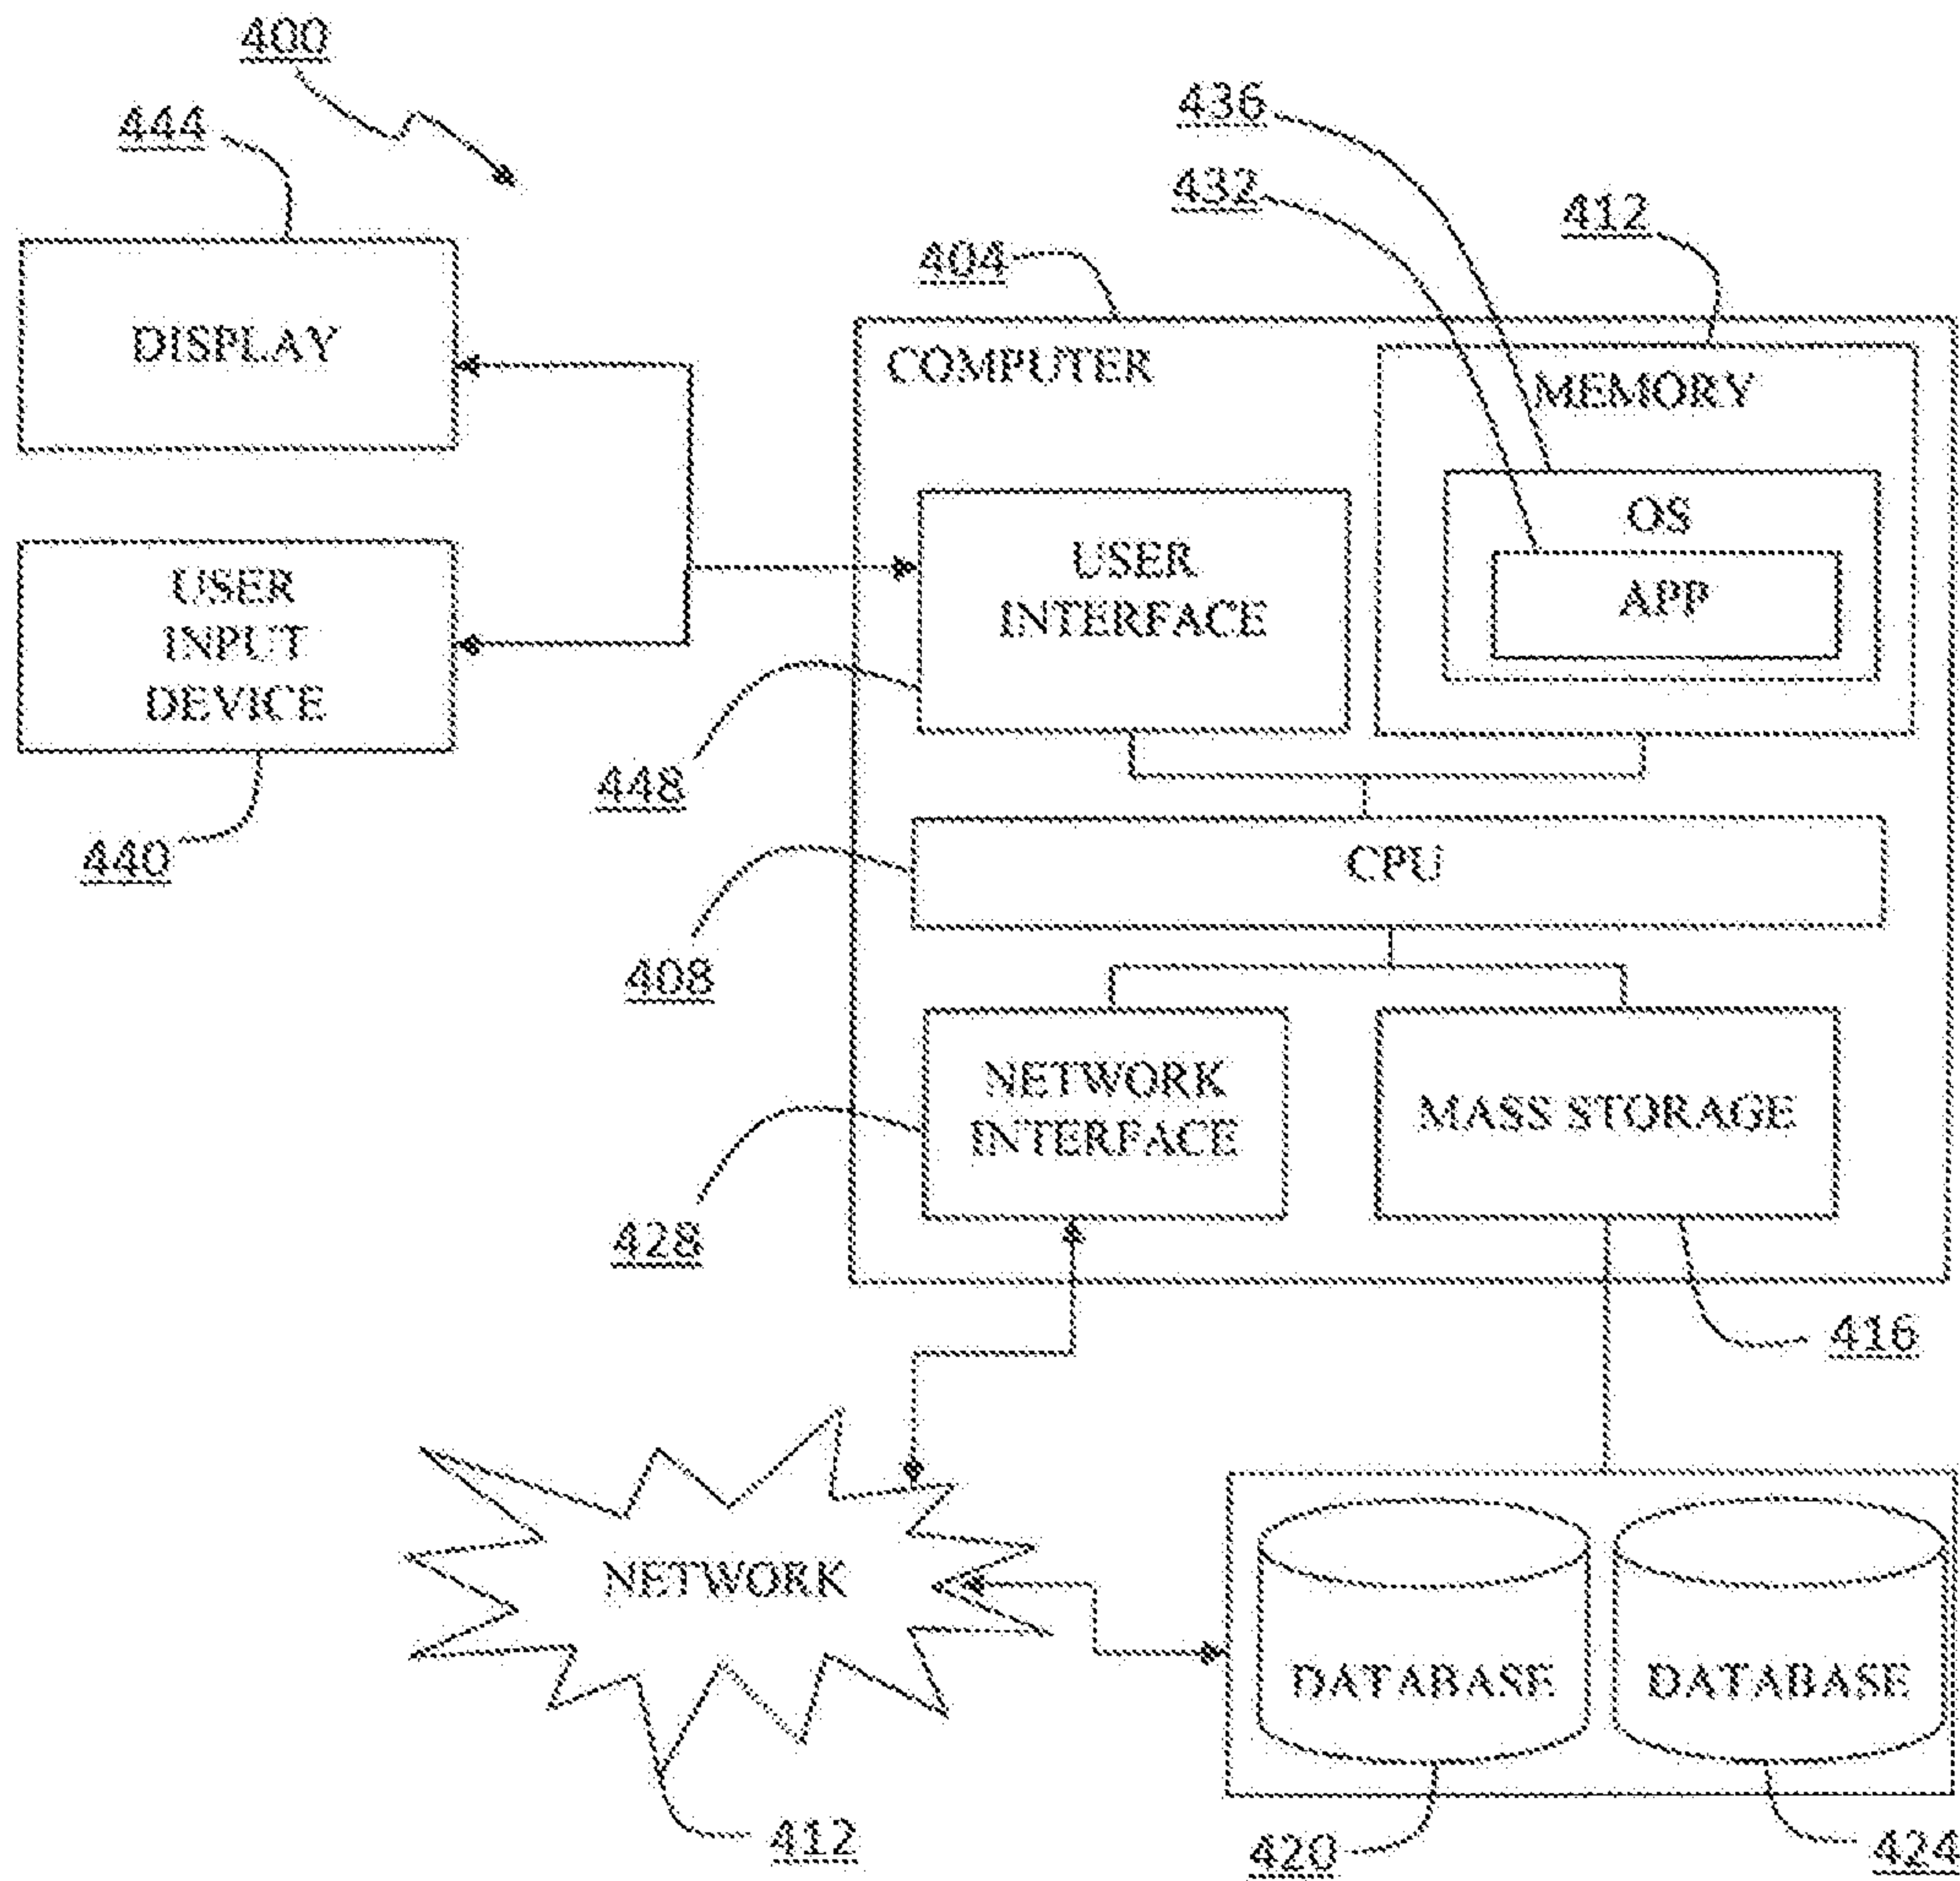 400
444
436
432
412
404
DISPLAY
COMPUTER
MEMORY
OS
APP
USER
INTERFACE
USER
INPUT
DEVICE
448
440
CPU
408
NETWORK
INTERFACE
MASS STORAGE
428
416
NETWORK
DATABASE
DATABASE
412
420
424